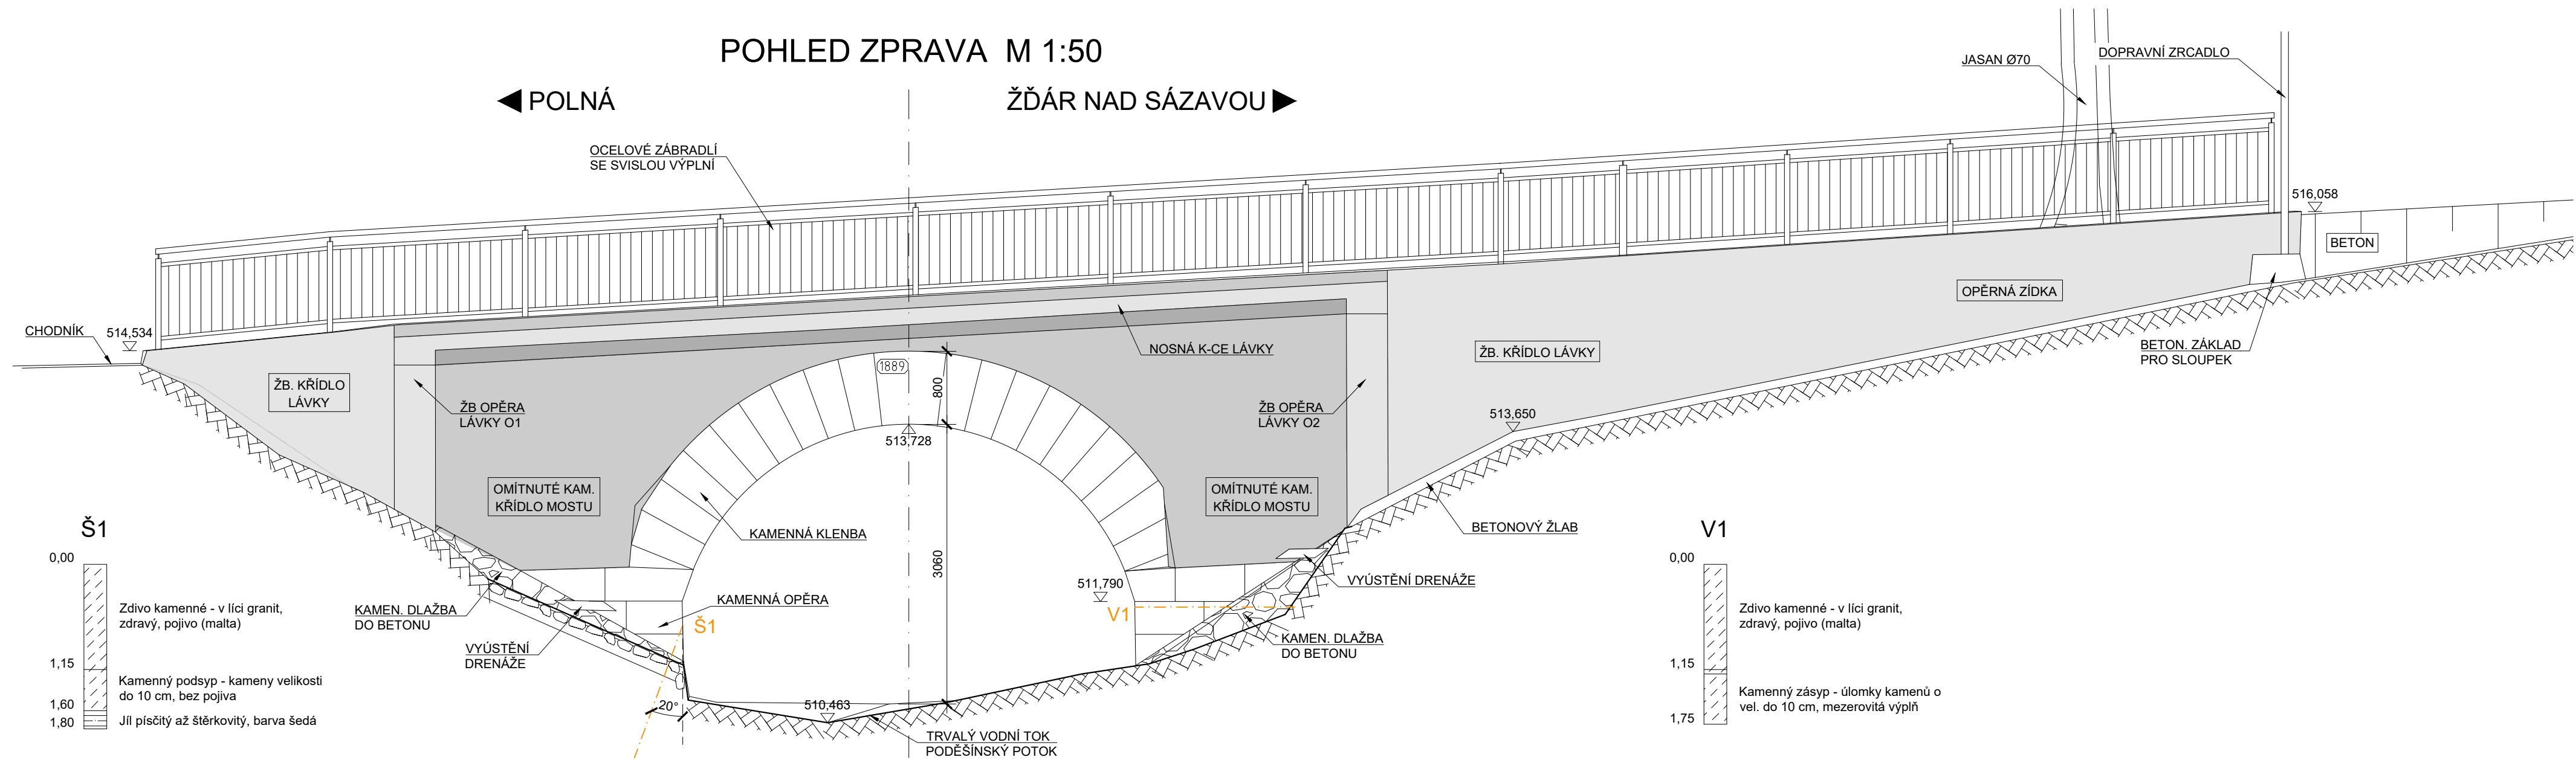 POHLED ZPRAVA M 1:50
POLNÁ
ŽĎÁR NAD SÁZAVOU
JASAN Ø70
DOPRAVNÍ ZRCADLO
OCELOVÉ ZÁBRADLÍ
SE SVISLOU VÝPLNÍ
516,058
BETON
OPĚRNÁ ZÍDKA
CHODNÍK
514,534
NOSNÁ K-CE LÁVKY
ŽB. KŘÍDLO LÁVKY
BETON. ZÁKLAD
PRO SLOUPEK
ŽB. KŘÍDLO
LÁVKY
1889
800
ŽB OPĚRA
LÁVKY O1
ŽB OPĚRA
LÁVKY O2
513,650
513,728
OMÍTNUTÉ KAM.
KŘÍDLO MOSTU
OMÍTNUTÉ KAM.
KŘÍDLO MOSTU
KAMENNÁ KLENBA
BETONOVÝ ŽLAB
3060
VYÚSTĚNÍ DRENÁŽE
511,790
KAMENNÁ OPĚRA
KAMEN. DLAŽBA
DO BETONU
V1
Š1
VYÚSTĚNÍ
DRENÁŽE
KAMEN. DLAŽBA
DO BETONU
20°
510,463
TRVALÝ VODNÍ TOK
PODĚŠÍNSKÝ POTOK
Š1
0,00
Zdivo kamenné - v líci granit,
zdravý, pojivo (malta)
1,15
Kamenný podsyp - kameny velikosti
do 10 cm, bez pojiva
1,60
1,80
Jíl písčitý až štěrkovitý, barva šedá
V1
0,00
Zdivo kamenné - v líci granit,
zdravý, pojivo (malta)
1,15
Kamenný zásyp - úlomky kamenů o
vel. do 10 cm, mezerovitá výplň
1,75